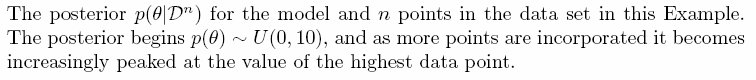 The posterior p(θ|𝒟ⁿ) for the model and n points in the data set in this Example.
The posterior begins p(θ) ∼ U(0, 10), and as more points are incorporated it becomes
increasingly peaked at the value of the highest data point.